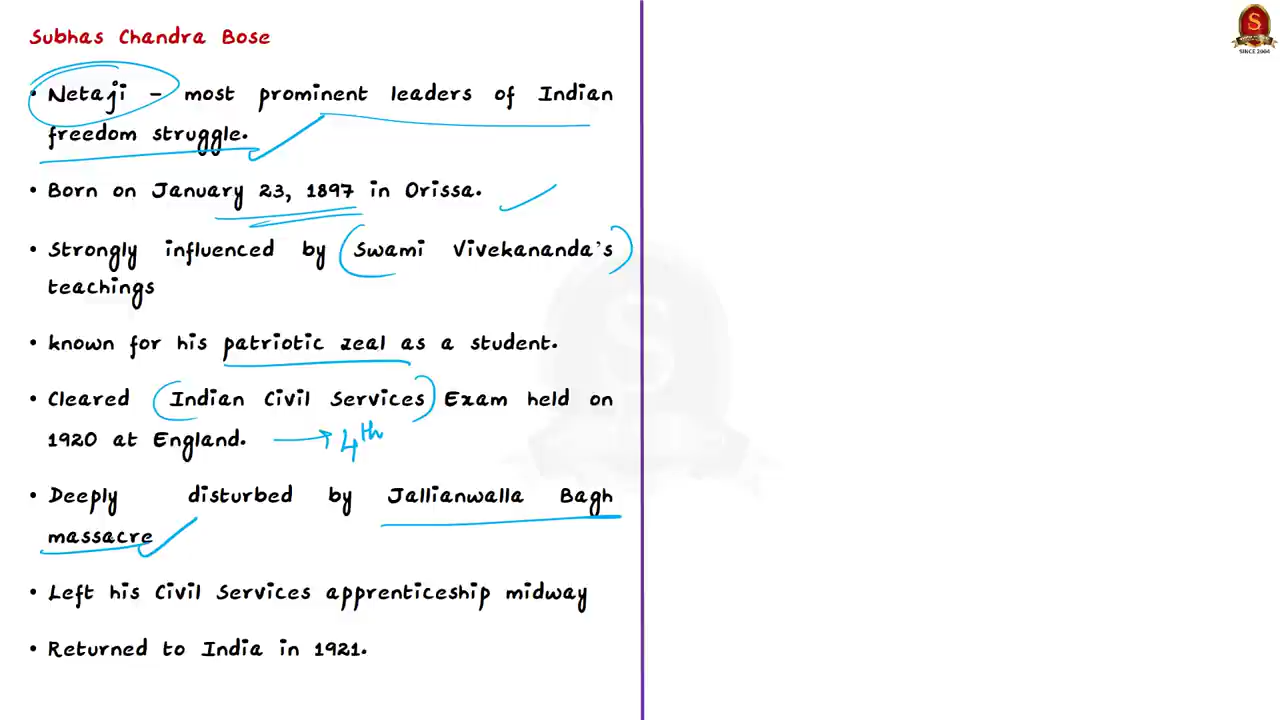 Subhas Chandra Bose
• Netaji - most prominent leaders of Indian
freedom struggle.
• Born on January 23, 1897 in Orissa.
• Strongly influenced by Swami Vivekananda's
teachings
• known for his patriotic zeal as a student.
• Cleared Indian Civil Services Exam held on
1920 at England. → 4th
• Deeply disturbed by Jallianwalla Bagh
massacre
• Left his Civil Services apprenticeship midway
• Returned to India in 1921.
S
SINCE 2004